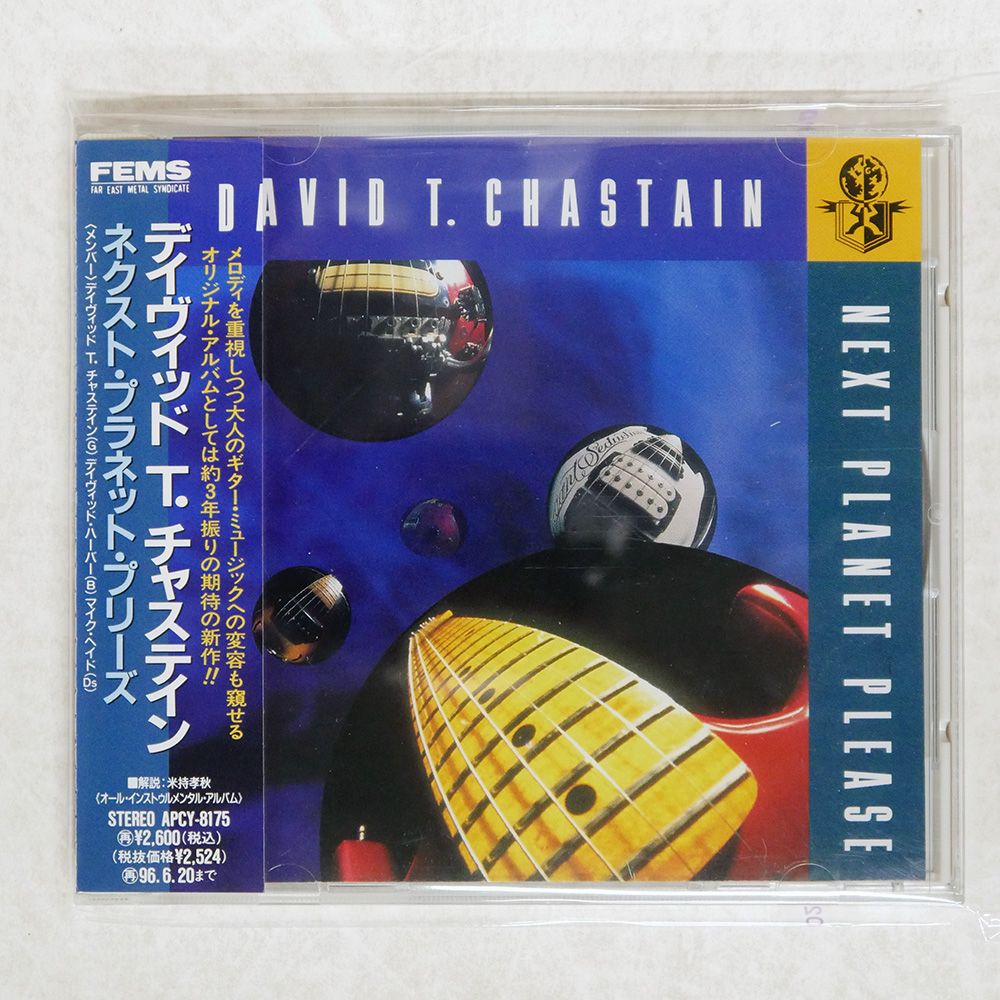 FEMS
FAR EAST METAL SYNDICATE
デイヴィッド T. チャステイン
ネクスト・プラネット・プリーズ
〈メンバー〉デイヴィッド T. チャステイン(G) デイヴィッド・ハーバー(B) マイク・ヘイド(Ds)
メロディを重視しつつ大人のギター・ミュージックへの変容も窺せる
オリジナル・アルバムとしては約3年振りの期待の新作!!
■解説:米持孝秋
〈オール・インストゥルメンタル・アルバム〉
STEREO APCY-8175
再¥2,600(税込)
(税抜価格¥2,524)
再96.6.20まで
DAVID T. CHASTAIN
NEXT PLANET PLEASE